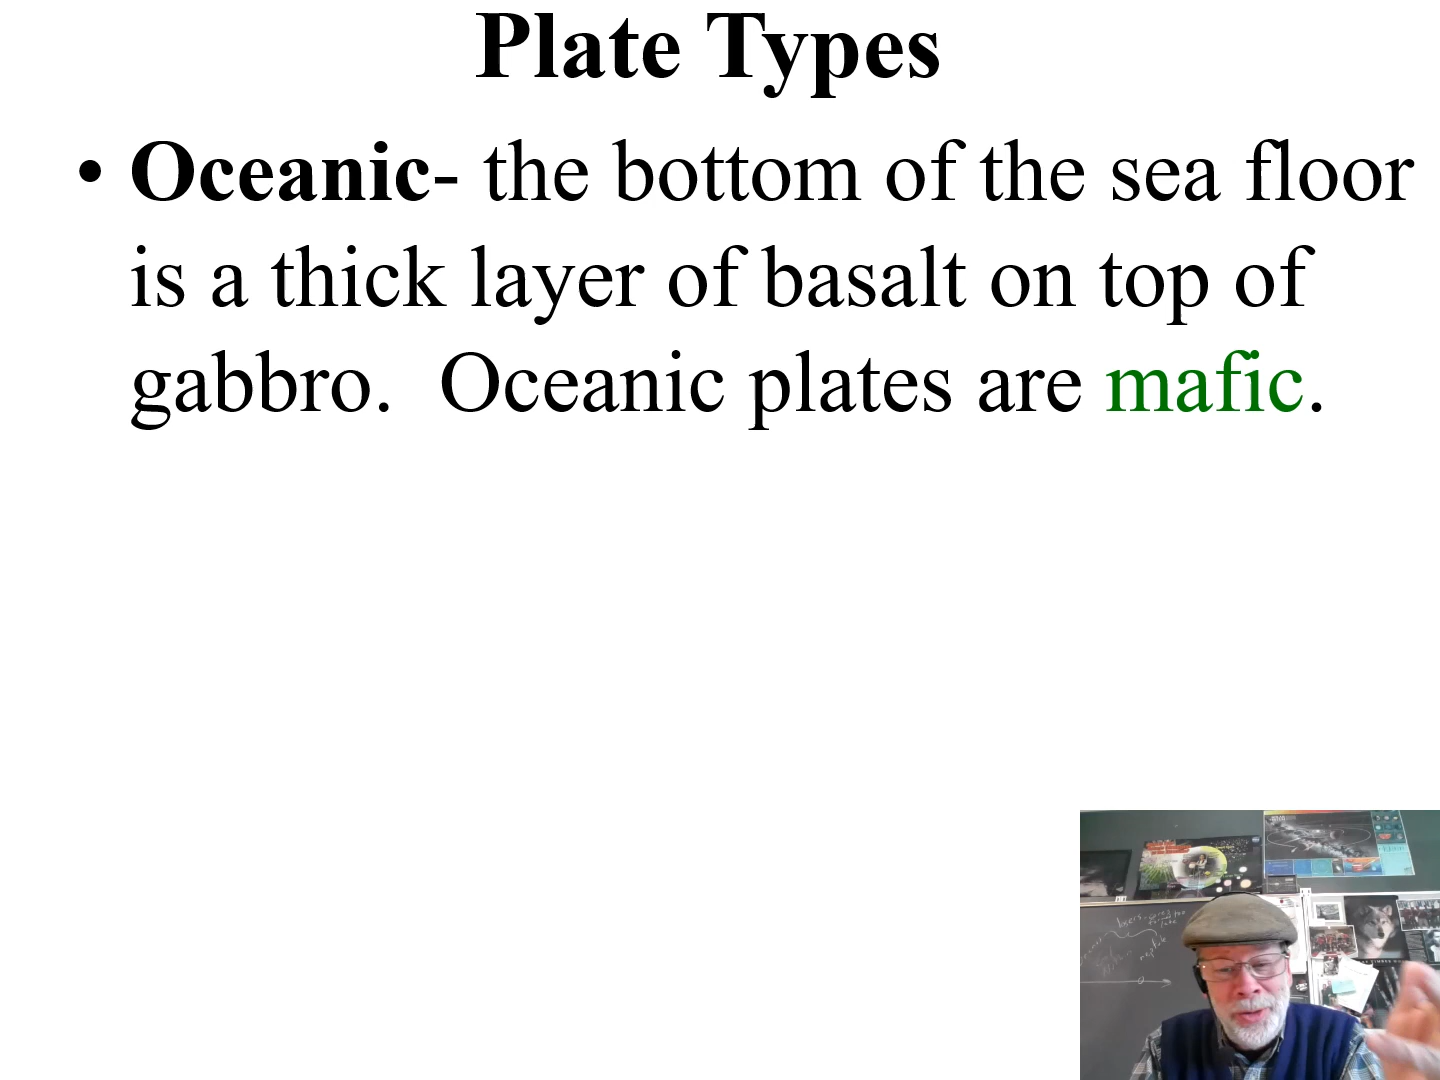 Plate Types
• Oceanic- the bottom of the sea floor
is a thick layer of basalt on top of
gabbro.  Oceanic plates are mafic.